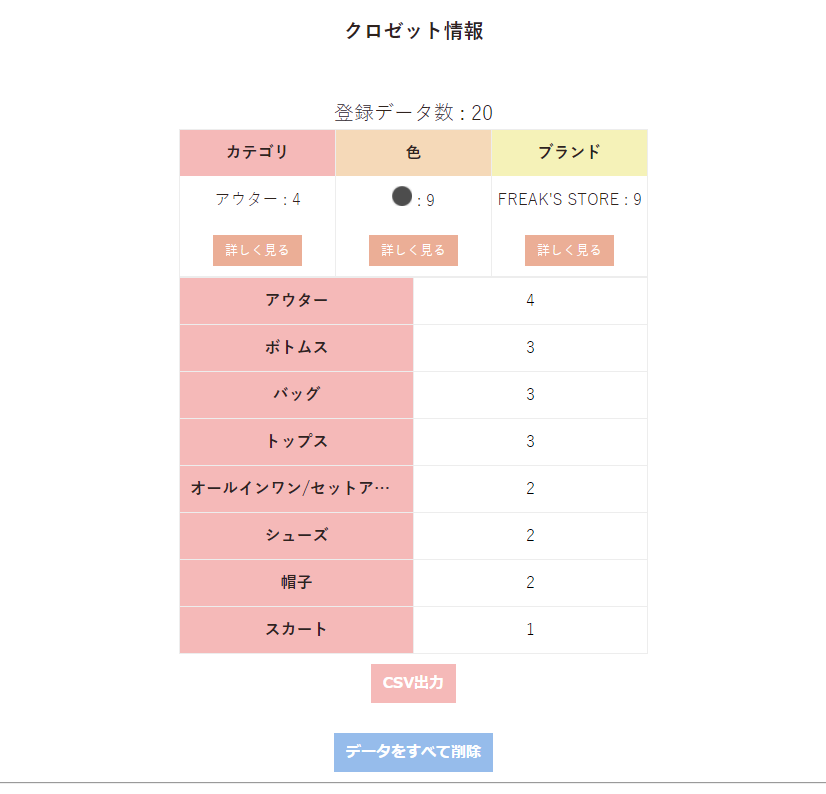 クロゼット情報
登録データ数 : 20
カテゴリ 色 ブランド
アウター : 4 : 9 FREAK'S STORE : 9
詳しく見る 詳しく見る 詳しく見る
アウター 4
ボトムス 3
バッグ 3
トップス 3
オールインワン/セットア… 2
シューズ 2
帽子 2
スカート 1
CSV出力
データをすべて削除